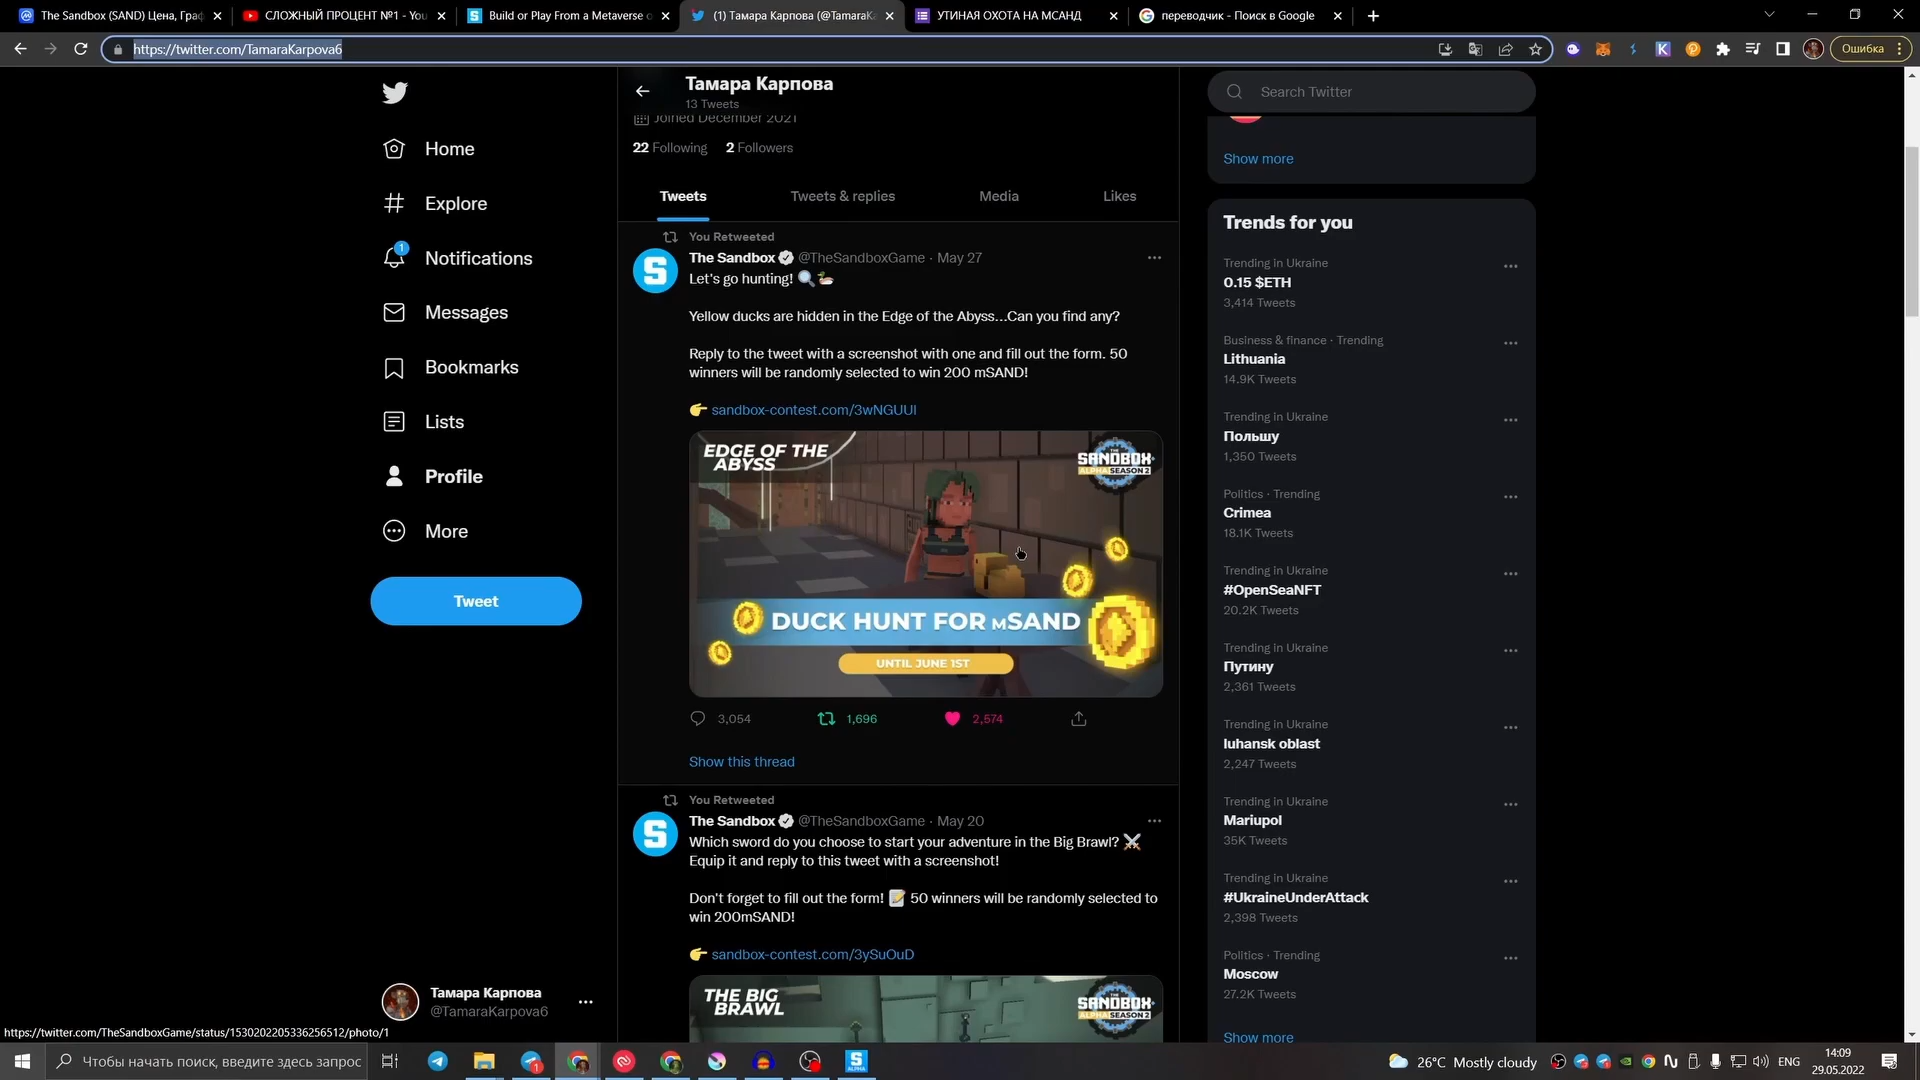 The Sandbox (SAND) Цена, Граф
СЛОЖНЫЙ ПРОЦЕНТ №1 - You
Build or Play From a Metaverse o
(1) Тамара Карпова (@TamaraKa
УТИНАЯ ОХОТА НА МСАНД
переводчик - Поиск в Google
https://twitter.com/TamaraKarpova6
Ошибка
Home
Explore
1
Notifications
Messages
Bookmarks
Lists
Profile
More
Tweet
Тамара Карпова
@TamaraKarpova6
Тамара Карпова
13 Tweets
Joined December 2021
22 Following 2 Followers
Tweets Tweets & replies Media Likes
You Retweeted
The Sandbox @TheSandboxGame · May 27
Let's go hunting!
Yellow ducks are hidden in the Edge of the Abyss...Can you find any?
Reply to the tweet with a screenshot with one and fill out the form. 50
winners will be randomly selected to win 200 mSAND!
sandbox-contest.com/3wNGUUl
EDGE OF THE
ABYSS
THE
SANDBOX
ALPHA SEASON 2
DUCK HUNT FOR mSAND
UNTIL JUNE 1ST
3,054 1,696 2,574
Show this thread
You Retweeted
The Sandbox @TheSandboxGame · May 20
Which sword do you choose to start your adventure in the Big Brawl?
Equip it and reply to this tweet with a screenshot!
Don't forget to fill out the form! 50 winners will be randomly selected to
win 200mSAND!
sandbox-contest.com/3ySuOuD
THE BIG
BRAWL
THE
SANDBOX
ALPHA SEASON 2
Search Twitter
Show more
Trends for you
Trending in Ukraine
0.15 $ETH
3,414 Tweets
Business & finance · Trending
Lithuania
14.9K Tweets
Trending in Ukraine
Польшу
1,350 Tweets
Politics · Trending
Crimea
18.1K Tweets
Trending in Ukraine
#OpenSeaNFT
20.2K Tweets
Trending in Ukraine
Путину
2,361 Tweets
Trending in Ukraine
luhansk oblast
2,247 Tweets
Trending in Ukraine
Mariupol
35K Tweets
Trending in Ukraine
#UkraineUnderAttack
2,398 Tweets
Politics · Trending
Moscow
27.2K Tweets
Show more
https://twitter.com/TheSandboxGame/status/1530202205336256512/photo/1
Чтобы начать поиск, введите здесь запрос
26°C Mostly cloudy
ENG
14:09
29.05.2022